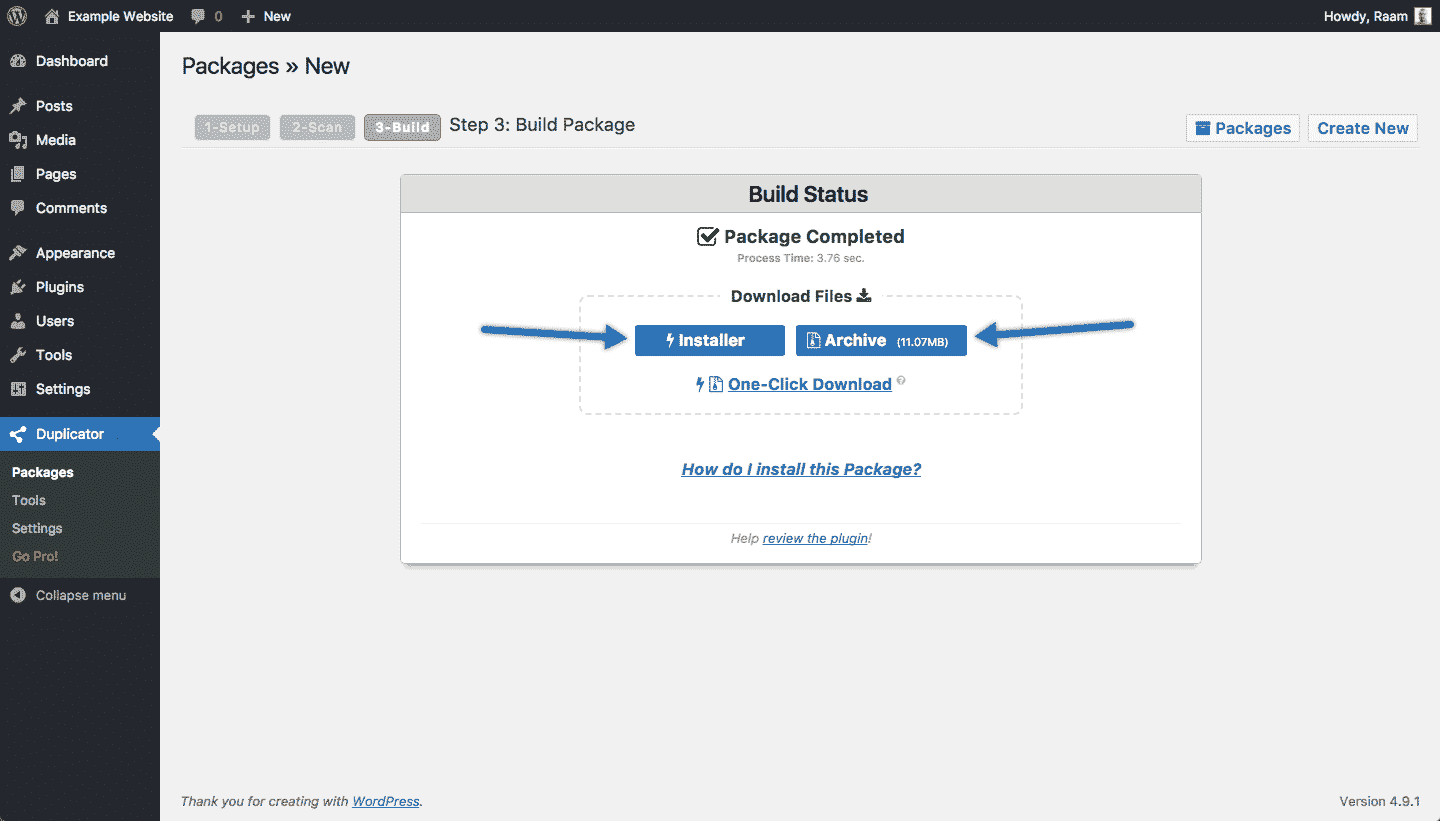 Example Website 0 New Howdy, Raam
Dashboard
Posts
Media
Pages
Comments
Appearance
Plugins
Users
Tools
Settings
Duplicator
Packages
Tools
Settings
Go Pro!
Collapse menu
Packages » New
1-Setup 2-Scan 3-Build Step 3: Build Package Packages Create New
Build Status
Package Completed
Process Time: 3.76 sec.
Download Files
Installer Archive (11.07MB)
One-Click Download ?
How do I install this Package?
Help review the plugin!
Thank you for creating with WordPress. Version 4.9.1